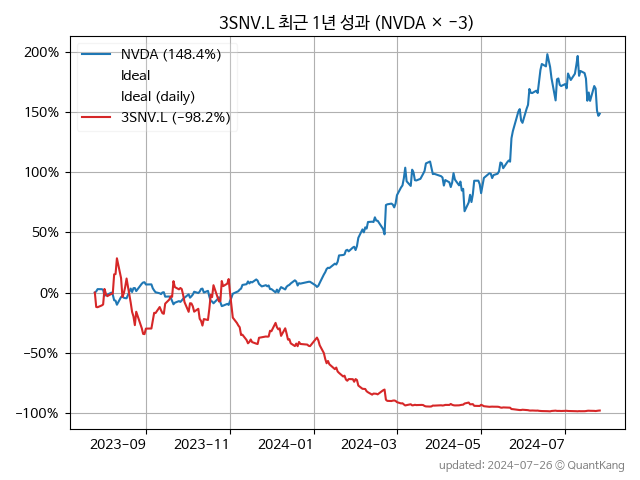 3SNV.L 최근 1년 성과 (NVDA × −3)
200%
150%
100%
50%
0%
−50%
−100%
NVDA (148.4%)
Ideal
Ideal (daily)
3SNV.L (−98.2%)
2023-09
2023-11
2024-01
2024-03
2024-05
2024-07
updated: 2024-07-26 © QuantKang